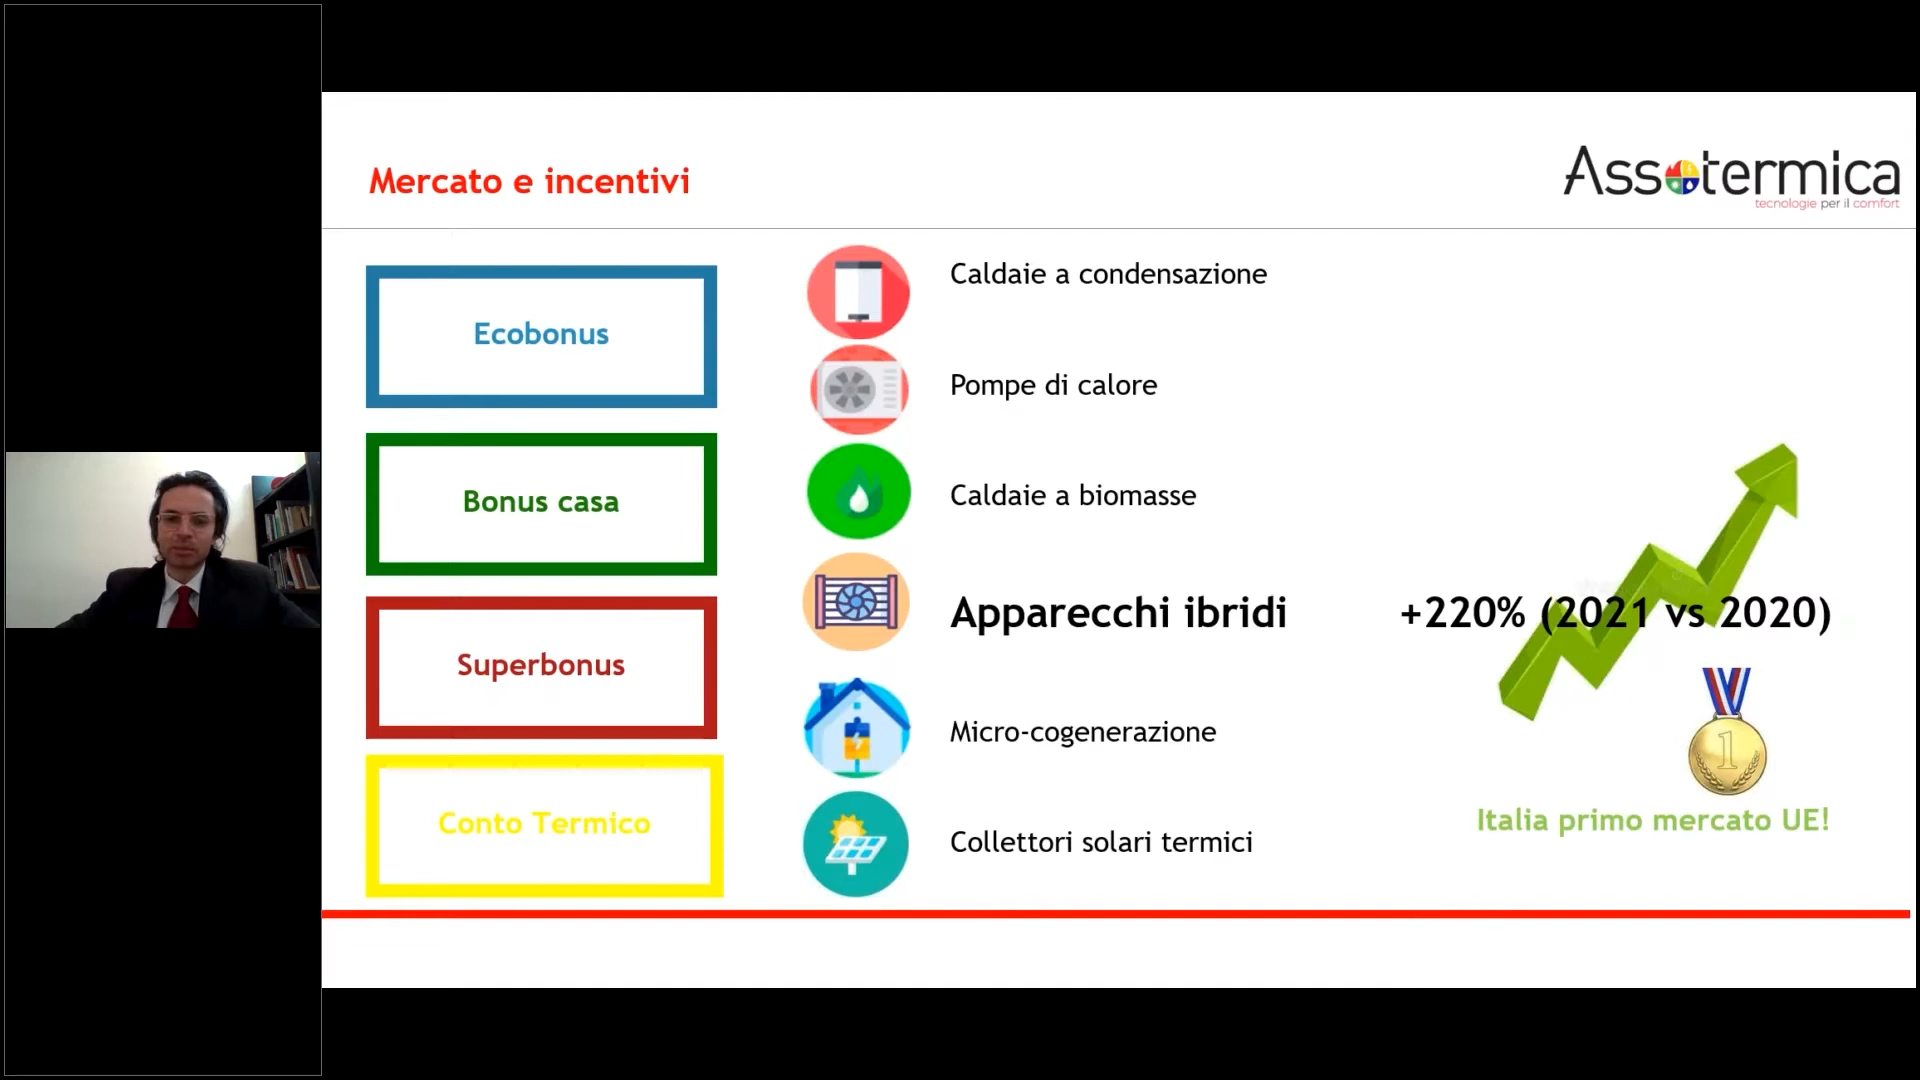 Mercato e incentivi
Assotermica
tecnologie per il comfort
Ecobonus
Bonus casa
Superbonus
Conto Termico
Caldaie a condensazione
Pompe di calore
Caldaie a biomasse
Apparecchi ibridi
+220% (2021 vs 2020)
Micro-cogenerazione
Collettori solari termici
1
Italia primo mercato UE!